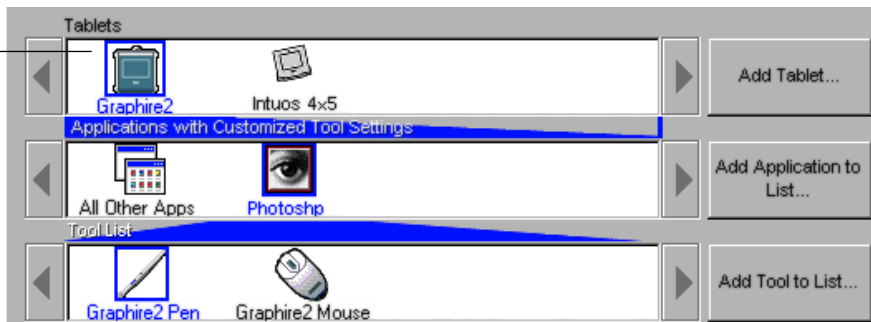 Tablets
Graphire2
Intuos 4x5
Add Tablet...
Applications with Customized Tool Settings
All Other Apps
Photoshp
Add Application to
List...
Tool List
Graphire2 Pen
Graphire2 Mouse
Add Tool to List...